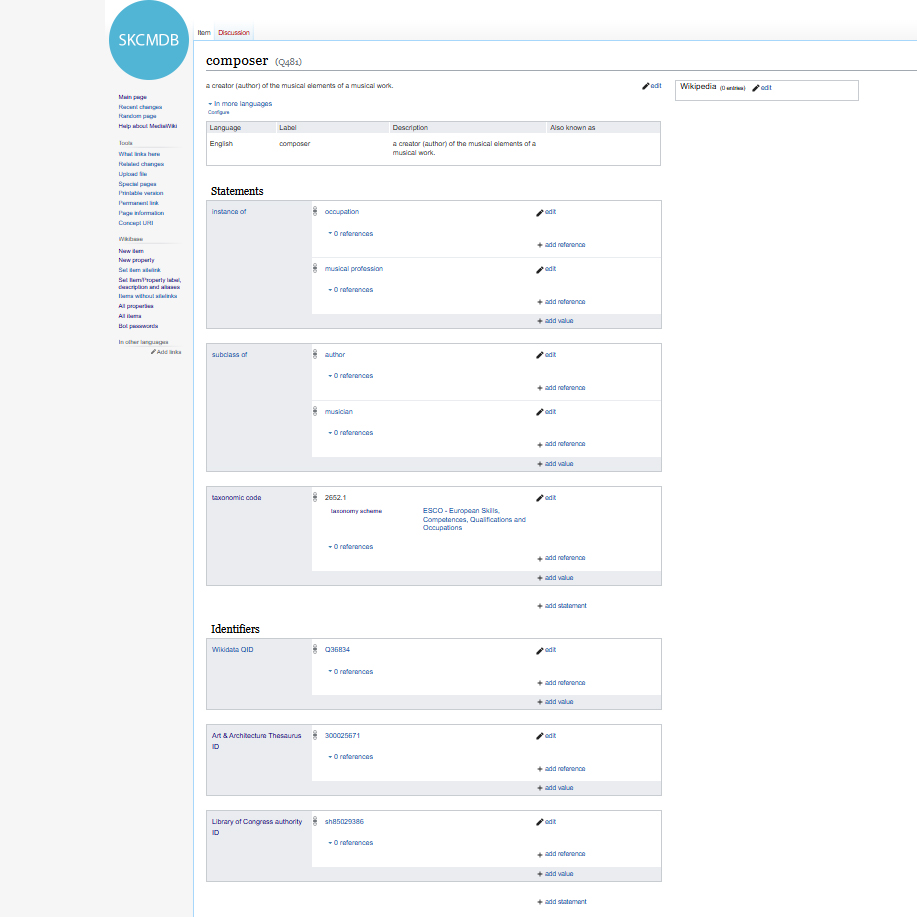 SKCMDB
Main page
Recent changes
Random page
Help about MediaWiki
Tools
What links here
Related changes
Upload file
Special pages
Printable version
Permanent link
Page information
Concept URI
Wikibase
New item
New property
Set item sitelink
Set Item/Property label,
description and aliases
Items without sitelinks
All properties
All items
Bot passwords
In other languages
Add links
Item Discussion
composer (Q481)
a creator (author) of the musical elements of a musical work.
edit
In more languages
Configure
Language Label Description Also known as
English composer a creator (author) of the musical elements of a
musical work.
Wikipedia (0 entries) edit
Statements
instance of occupation edit
0 references
+ add reference
musical profession edit
0 references
+ add reference
+ add value
subclass of author edit
0 references
+ add reference
musician edit
0 references
+ add reference
+ add value
taxonomic code 2652.1 edit
taxonomy scheme ESCO - European Skills,
Competences, Qualifications and
Occupations
0 references
+ add reference
+ add value
+ add statement
Identifiers
Wikidata QID Q36834 edit
0 references
+ add reference
+ add value
Art & Architecture Thesaurus 300025671 edit
ID
0 references
+ add reference
+ add value
Library of Congress authority sh85029386 edit
ID
0 references
+ add reference
+ add value
+ add statement